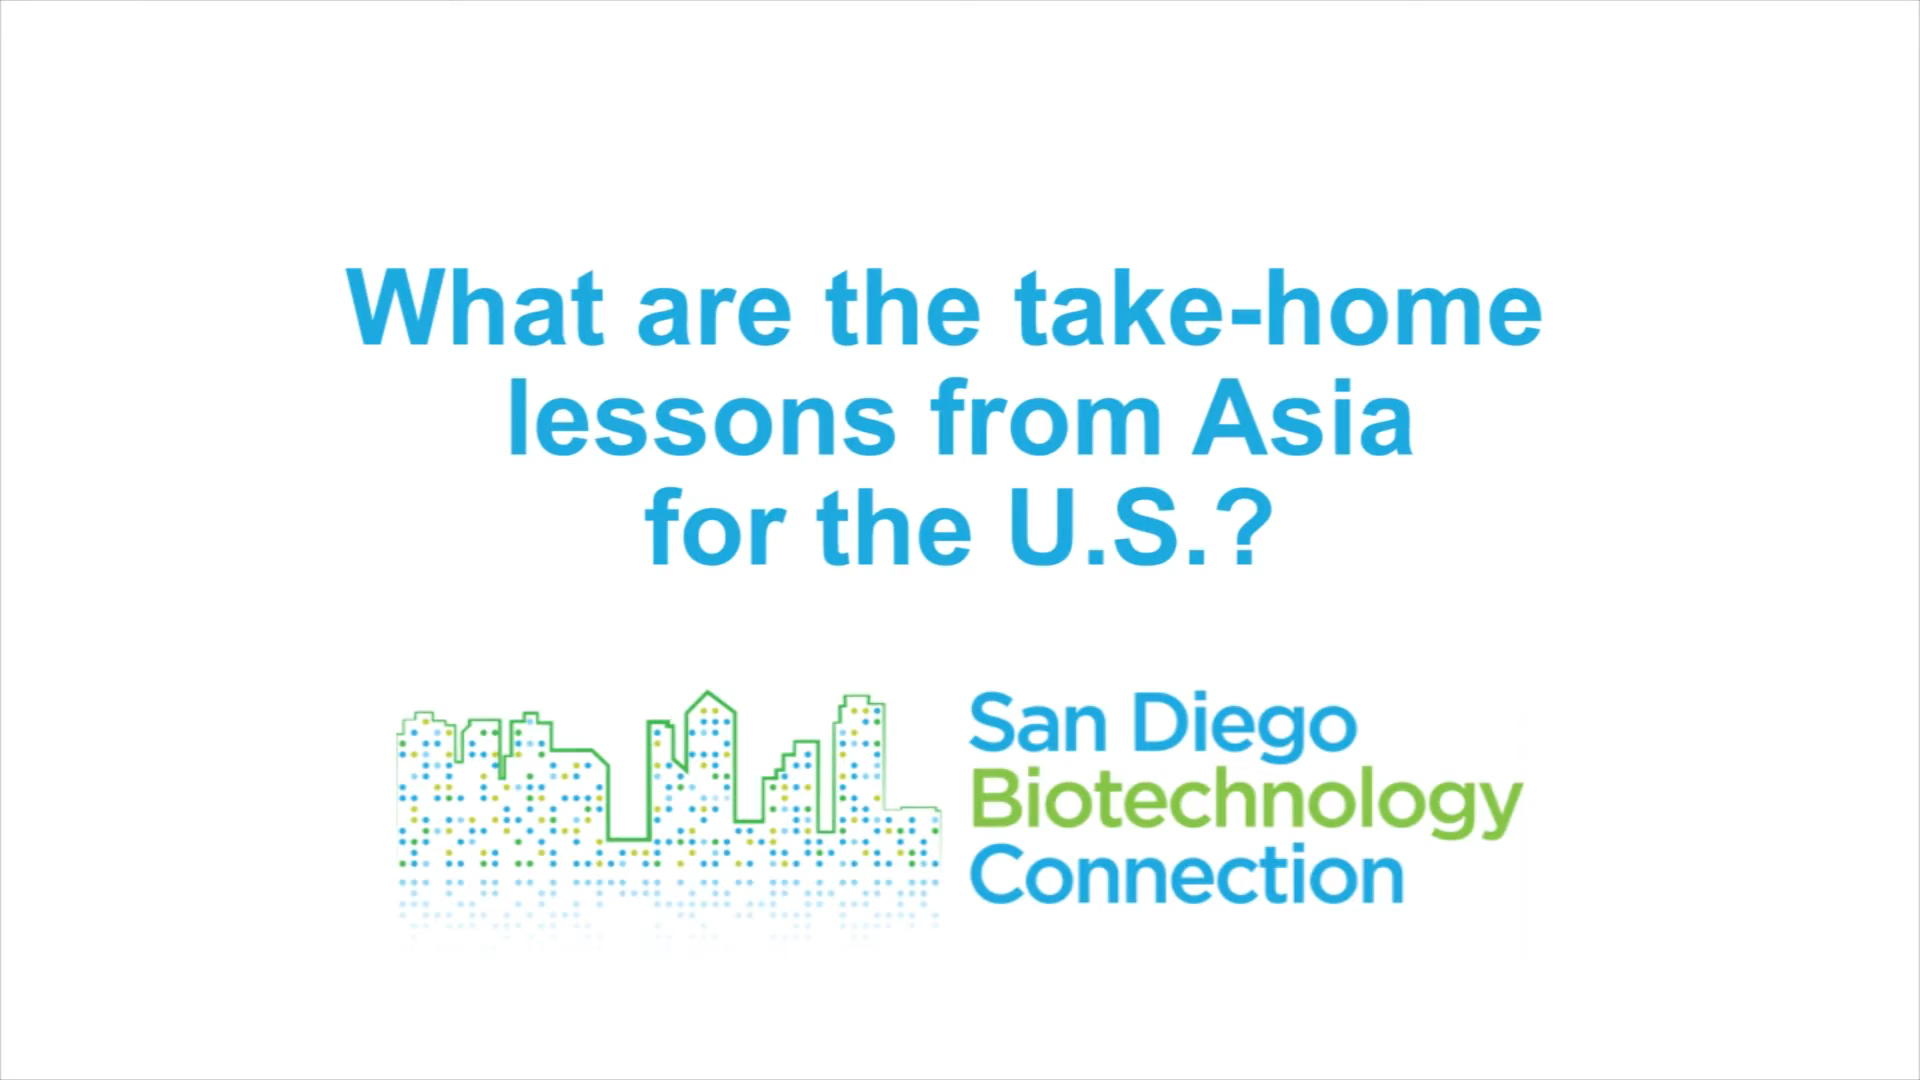 What are the take-home
lessons from Asia
for the U.S.?
San Diego
Biotechnology
Connection